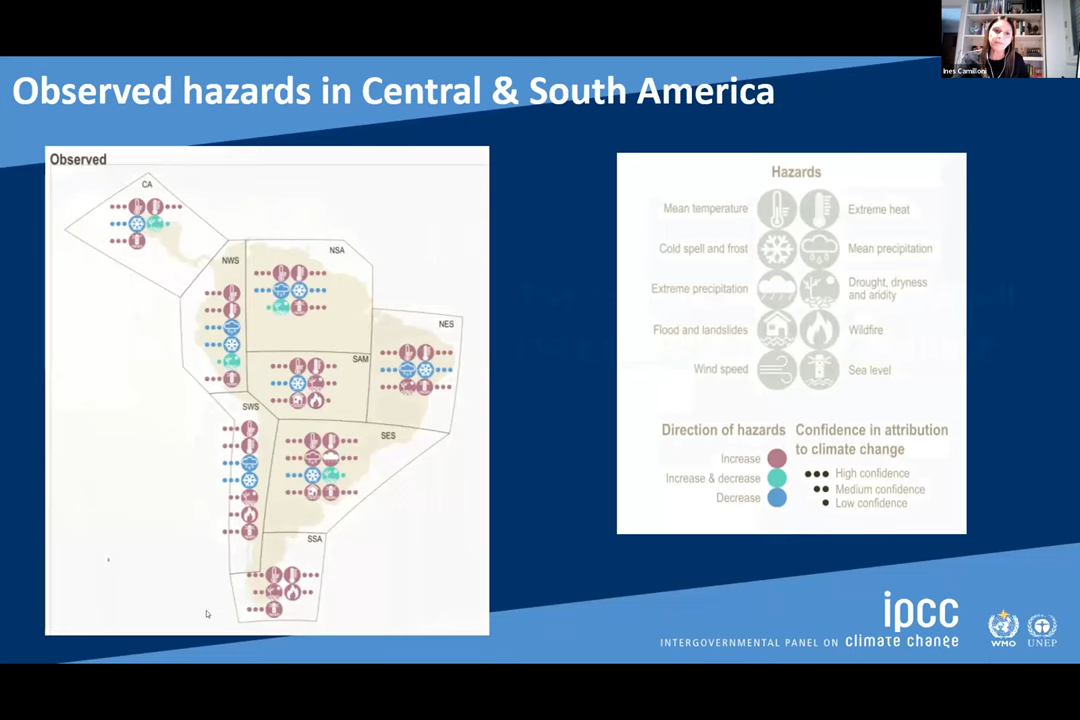 Ines Camilloni
Observed hazards in Central & South America
Observed
CA
NWS
NSA
NES
SAM
SWS
SES
SSA
Hazards
Mean temperature
Extreme heat
Cold spell and frost
Mean precipitation
Extreme precipitation
Drought, dryness
and aridity
Flood and landslides
Wildfire
Wind speed
Sea level
Direction of hazards
Increase
Increase & decrease
Decrease
Confidence in attribution
to climate change
High confidence
Medium confidence
Low confidence
ipcc
INTERGOVERNMENTAL PANEL ON climate change
WMO
UNEP